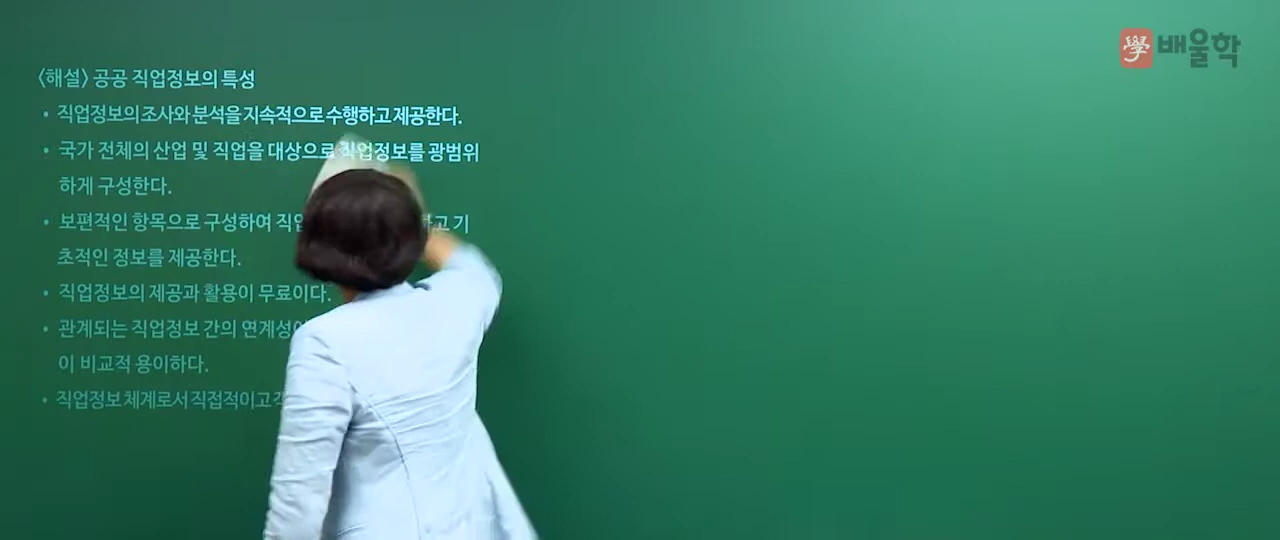 學 배울학
〈해설〉 공공 직업정보의 특성
• 직업정보의 조사와 분석을 지속적으로 수행하고 제공한다.
• 국가 전체의 산업 및 직업을 대상으로 직업정보를 광범위
하게 구성한다.
• 보편적인 항목으로 구성하여 기
초적인 정보를 제공한다.
• 직업정보의 제공과 활용이 무료이다.
• 관계되는 직업정보 간의
이 비교적 용이하다.
• 직업정보 체계로서 직접적이고